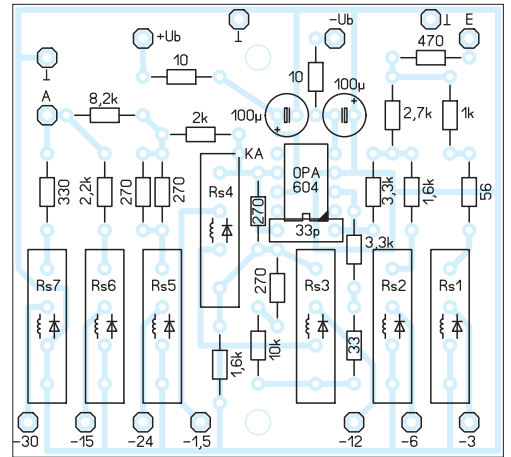 +Ub ⊥ -Ub ⊥ E
⊥ 10 10 470
A 8,2k 100µ + 100µ + 2,7k 1k
2k
KA
330 2,2k 270 270 Rs4 270 OPA 604 3,3k 1,6k 56
33p
3,3k
Rs7 Rs6 Rs5 270 Rs3 Rs2 Rs1
1,6k 10k 33
-30 -15 -24 -1,5 -12 -6 -3